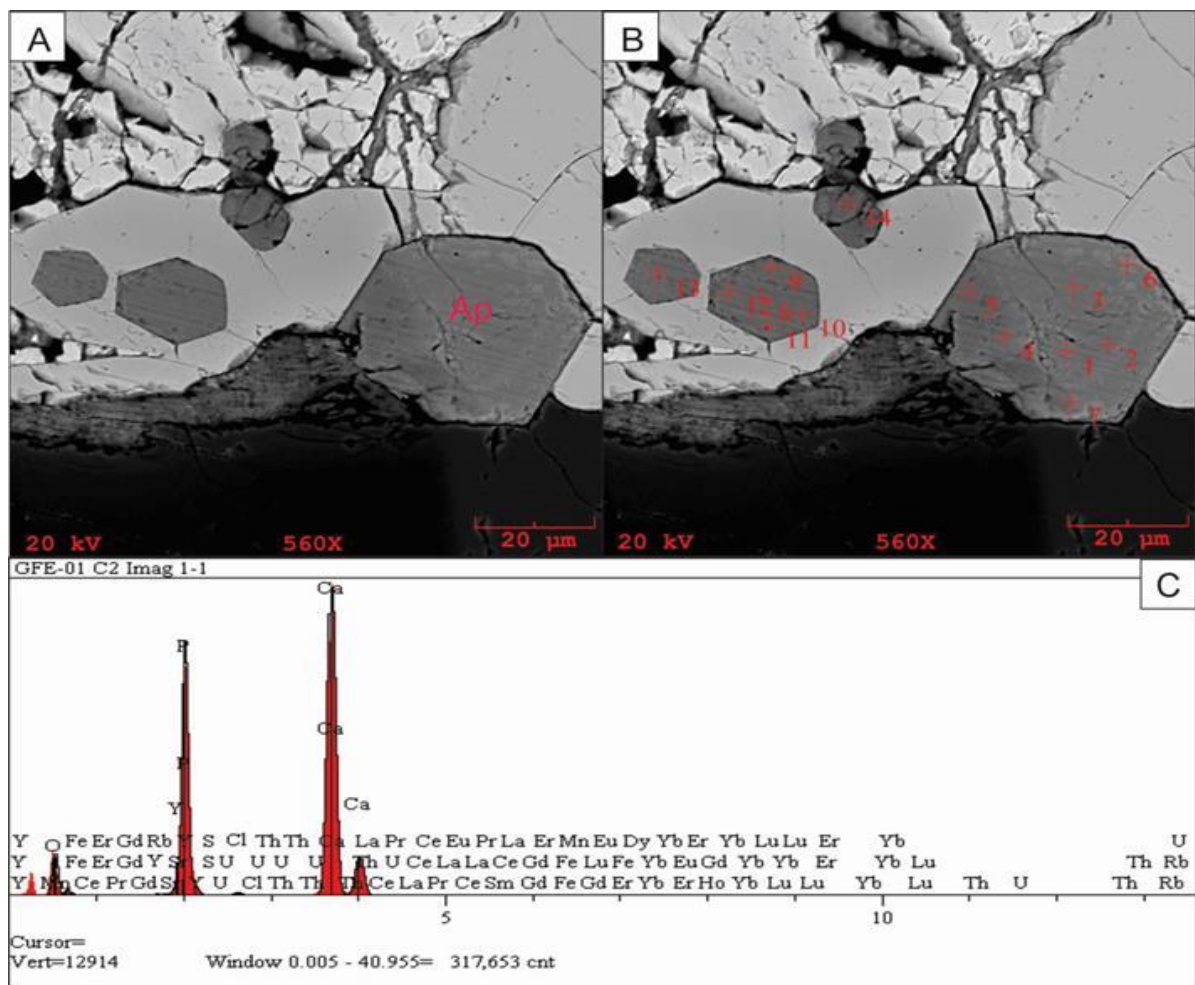 A
Ap
20 kV 560X 20 µm
B
14
13 9 6
12 5 3
8 10
11 4 2
1
7
20 kV 560X 20 µm
GFE-01 C2 Imag 1-1
C
Ca
P
Ca
P
Y Ca
Y O Fe Er Gd Rb Y S Cl Th Th Ca La Pr Ce Eu Pr La Er Mn Eu Dy Yb Er Yb Lu Lu Er Yb U
Y Fe Er Gd Y Sr S U U U U Th U Ce La La Ce Gd Fe Lu Fe Yb Eu Gd Yb Yb Er Yb Lu Th Rb
Y Mn Ce Pr Gd Sr Y U Cl Th Th Th Ce La Pr Ce Sm Gd Fe Gd Er Yb Er Ho Yb Lu Lu Yb Lu Th U Th Rb
5 10
Cursor=
Vert=12914 Window 0.005 - 40.955= 317,653 cnt